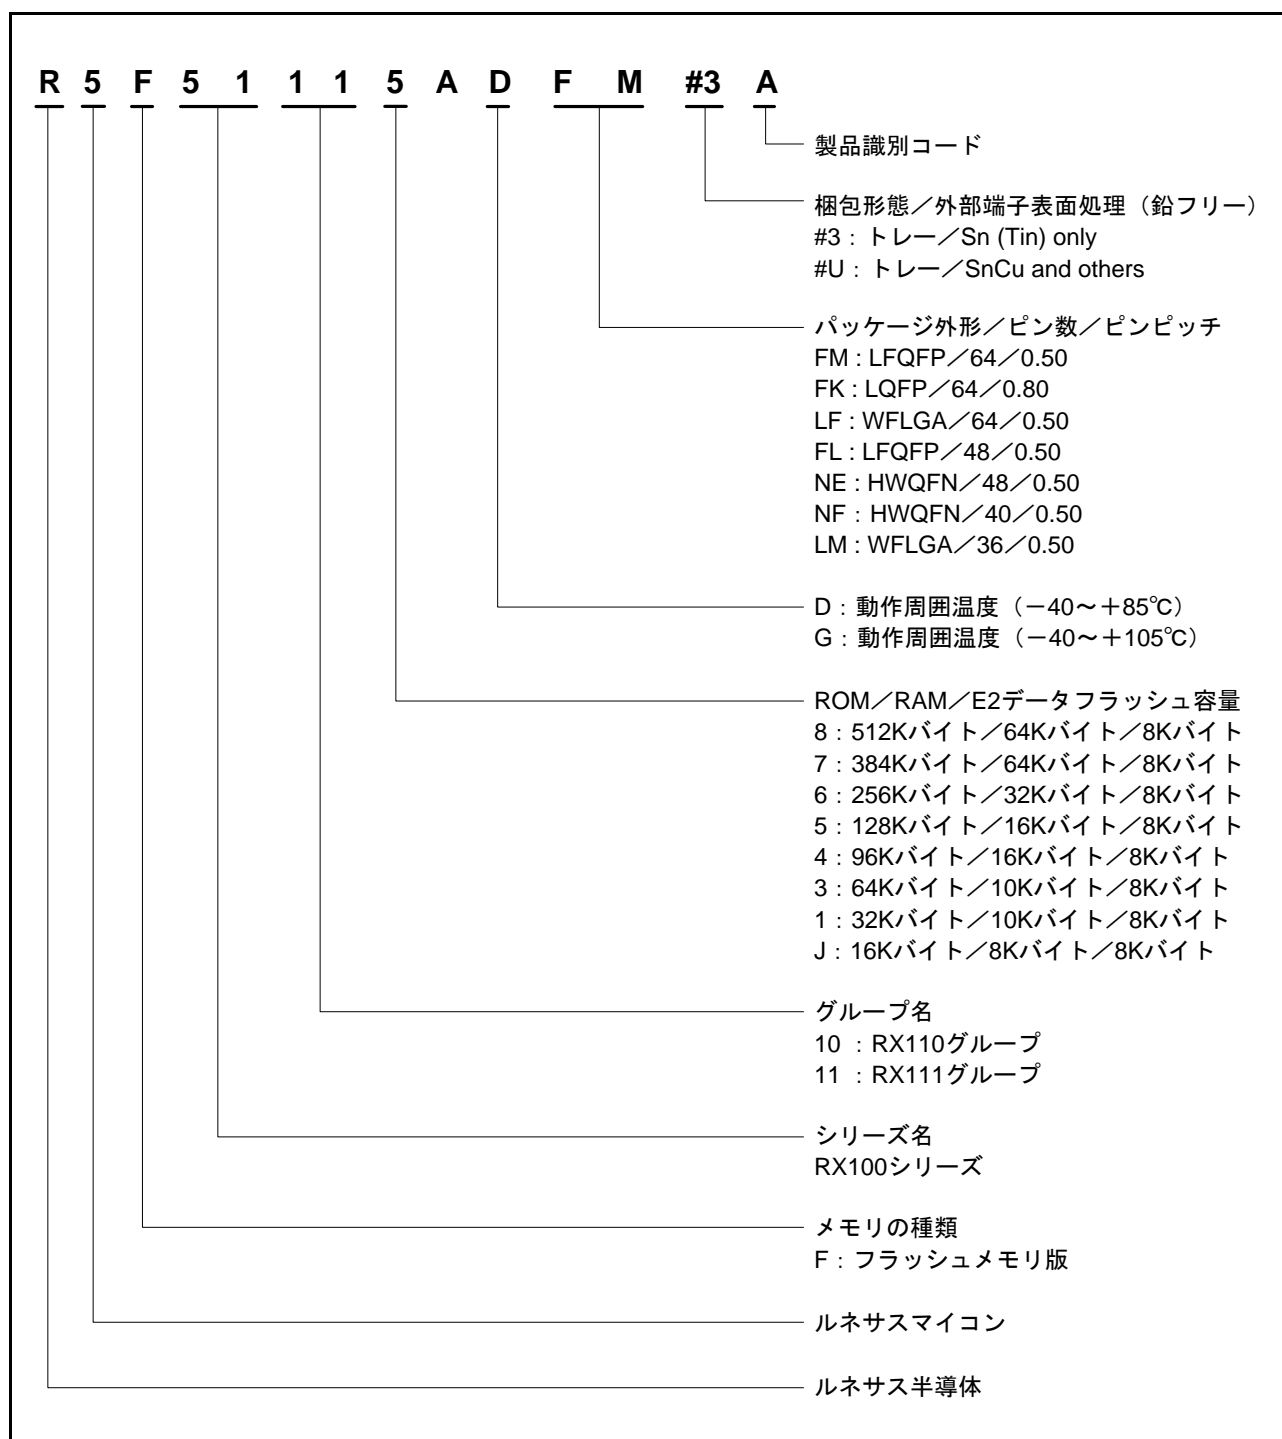 R 5 F 5 1 1 1 5 A D F M #3 A
製品識別コード
梱包形態／外部端子表面処理（鉛フリー）
#3：トレー／Sn (Tin) only
#U：トレー／SnCu and others
パッケージ外形／ピン数／ピンピッチ
FM : LFQFP／64／0.50
FK : LQFP／64／0.80
LF : WFLGA／64／0.50
FL : LFQFP／48／0.50
NE : HWQFN／48／0.50
NF：HWQFN／40／0.50
LM : WFLGA／36／0.50
D：動作周囲温度（－40～＋85℃）
G：動作周囲温度（－40～＋105℃）
ROM／RAM／E2データフラッシュ容量
8：512Kバイト／64Kバイト／8Kバイト
7：384Kバイト／64Kバイト／8Kバイト
6：256Kバイト／32Kバイト／8Kバイト
5：128Kバイト／16Kバイト／8Kバイト
4：96Kバイト／16Kバイト／8Kバイト
3：64Kバイト／10Kバイト／8Kバイト
1：32Kバイト／10Kバイト／8Kバイト
J：16Kバイト／8Kバイト／8Kバイト
グループ名
10 ：RX110グループ
11 ：RX111グループ
シリーズ名
RX100シリーズ
メモリの種類
F：フラッシュメモリ版
ルネサスマイコン
ルネサス半導体